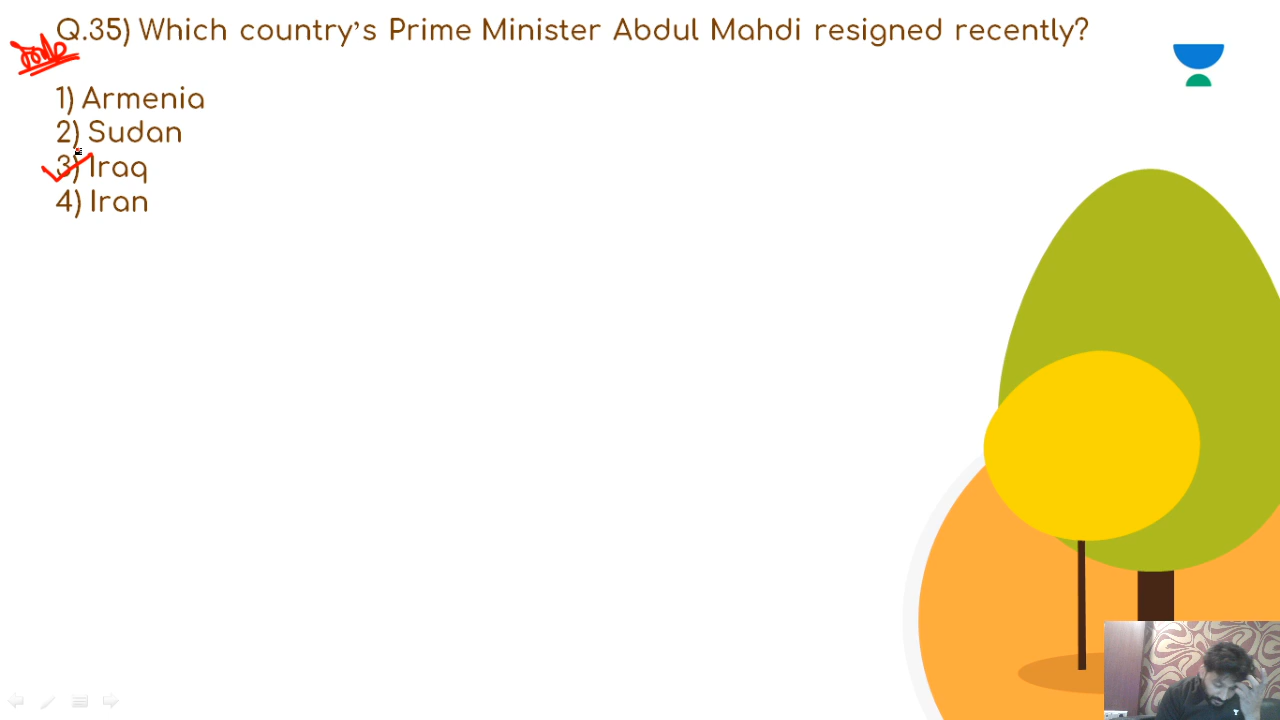 Q.35) Which country's Prime Minister Abdul Mahdi resigned recently?
1) Armenia
2) Sudan
3) Iraq
4) Iran